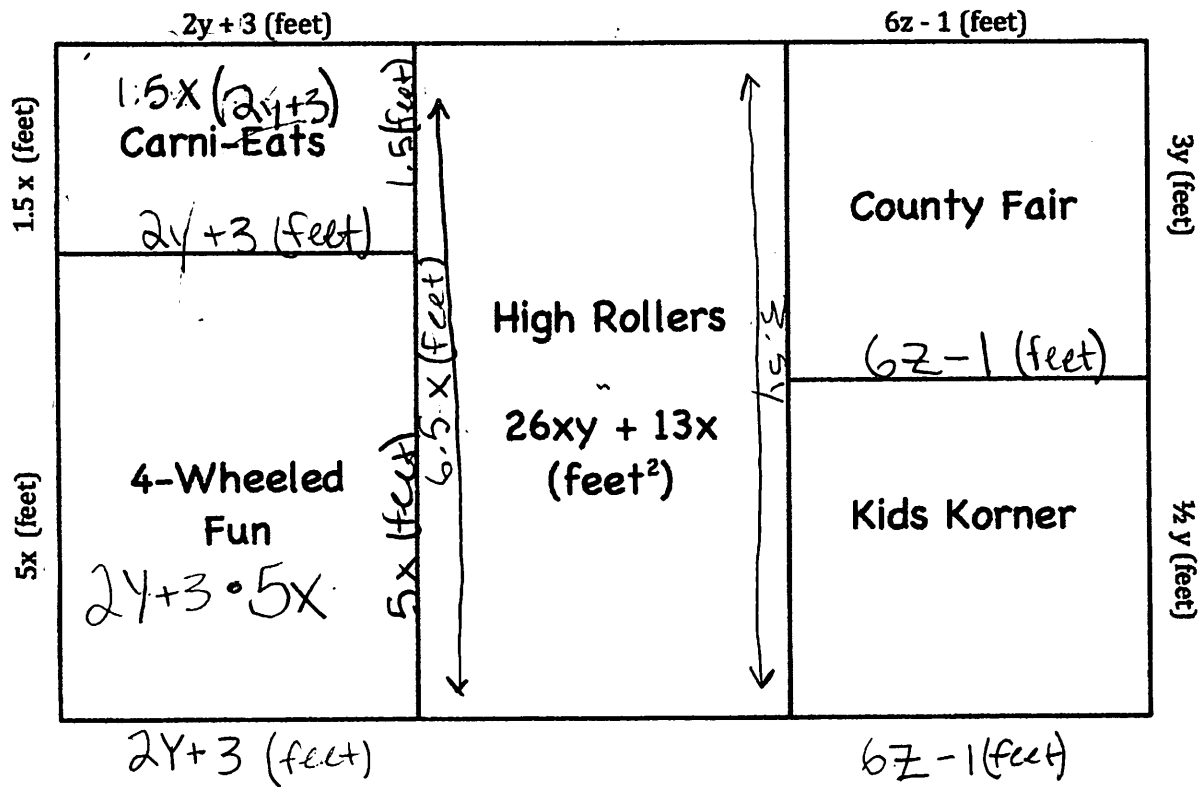 2y + 3 (feet)
6z - 1 (feet)
1.5 x (feet)
1.5X (2y+3)
Carni-Eats
1.5(feet)
2y +3 (feet)
3y (feet)
County Fair
6z-1 (feet)
High Rollers
26xy + 13x
(feet²)
6.5 x (feet)
3.5y
5x (feet)
4-Wheeled
Fun
2Y+3 • 5X
5x (feet)
Kids Korner
½ y (feet)
2Y+3 (feet)
6Z-1(feet)